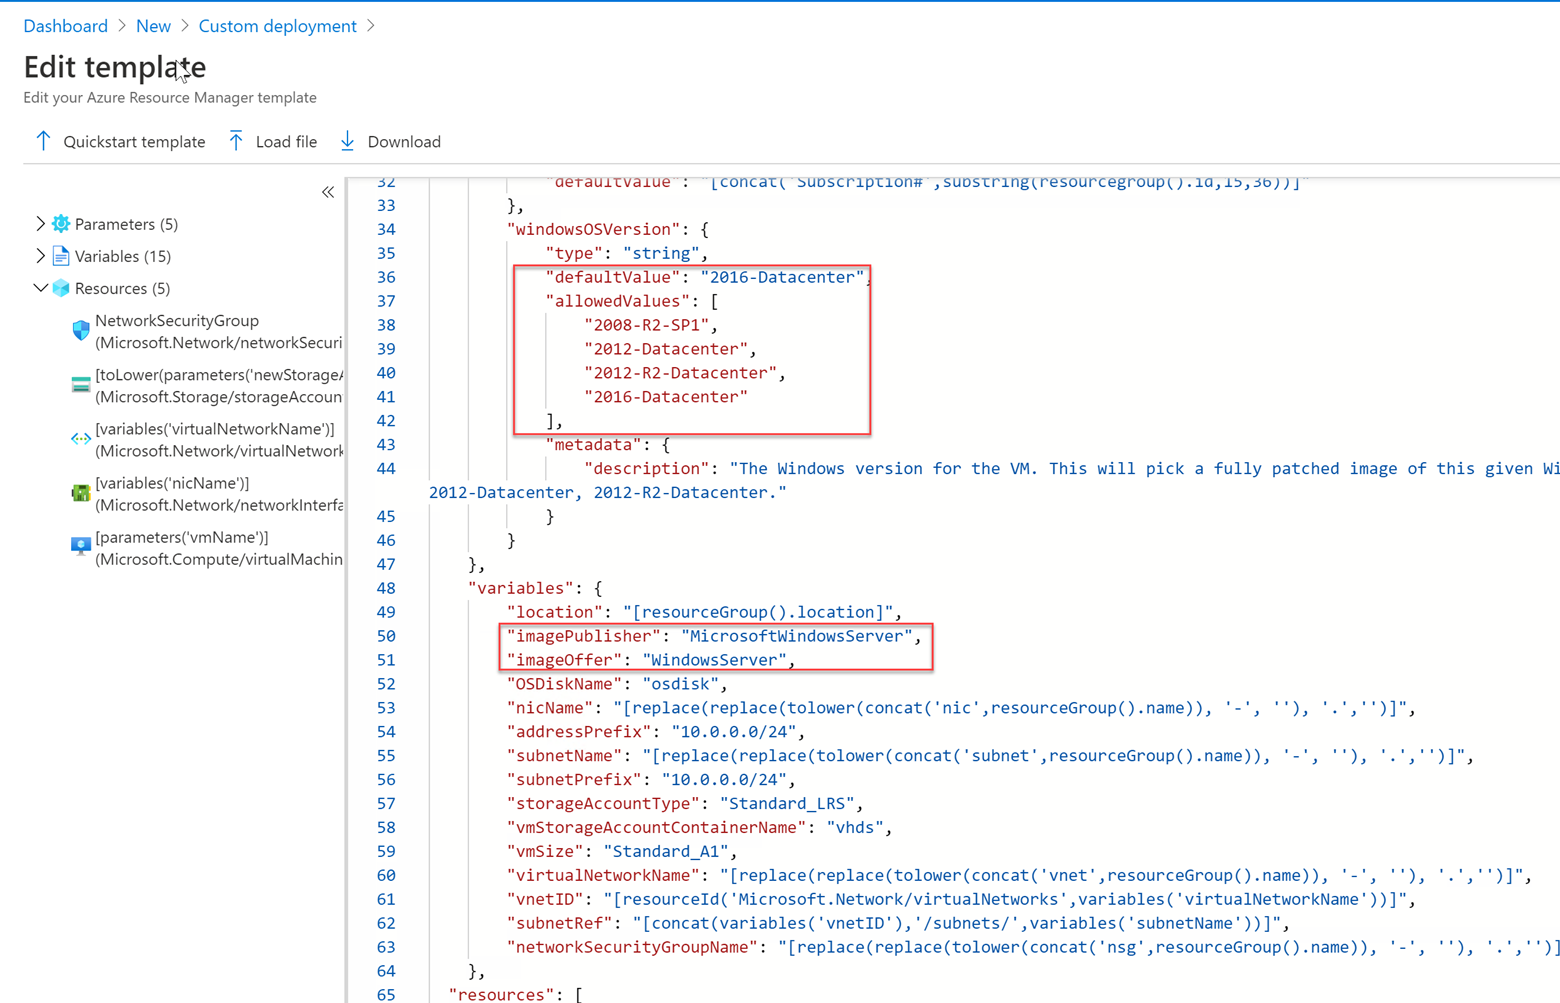 Dashboard > New > Custom deployment >
Edit template
Edit your Azure Resource Manager template
Quickstart template Load file Download
«
Parameters (5)
Variables (15)
Resources (5)
NetworkSecurityGroup
(Microsoft.Network/networkSecuri
[toLower(parameters('newStorageA
(Microsoft.Storage/storageAccoun
[variables('virtualNetworkName')]
(Microsoft.Network/virtualNetwork
[variables('nicName')]
(Microsoft.Network/networkInterfa
[parameters('vmName')]
(Microsoft.Compute/virtualMachin
32 "defaultValue": "[concat('Subscription#',substring(resourcegroup().id,15,36))]"
33 },
34 "windowsOSVersion": {
35 "type": "string",
36 "defaultValue": "2016-Datacenter",
37 "allowedValues": [
38 "2008-R2-SP1",
39 "2012-Datacenter",
40 "2012-R2-Datacenter",
41 "2016-Datacenter"
42 ],
43 "metadata": {
44 "description": "The Windows version for the VM. This will pick a fully patched image of this given Wi
2012-Datacenter, 2012-R2-Datacenter."
45 }
46 }
47 },
48 "variables": {
49 "location": "[resourceGroup().location]",
50 "imagePublisher": "MicrosoftWindowsServer",
51 "imageOffer": "WindowsServer",
52 "OSDiskName": "osdisk",
53 "nicName": "[replace(replace(tolower(concat('nic',resourceGroup().name)), '-', ''), '.','')]",
54 "addressPrefix": "10.0.0.0/24",
55 "subnetName": "[replace(replace(tolower(concat('subnet',resourceGroup().name)), '-', ''), '.','')]",
56 "subnetPrefix": "10.0.0.0/24",
57 "storageAccountType": "Standard_LRS",
58 "vmStorageAccountContainerName": "vhds",
59 "vmSize": "Standard_A1",
60 "virtualNetworkName": "[replace(replace(tolower(concat('vnet',resourceGroup().name)), '-', ''), '.','')]",
61 "vnetID": "[resourceId('Microsoft.Network/virtualNetworks',variables('virtualNetworkName'))]",
62 "subnetRef": "[concat(variables('vnetID'),'/subnets/',variables('subnetName'))]",
63 "networkSecurityGroupName": "[replace(replace(tolower(concat('nsg',resourceGroup().name)), '-', ''), '.','')]
64 },
65 "resources": [